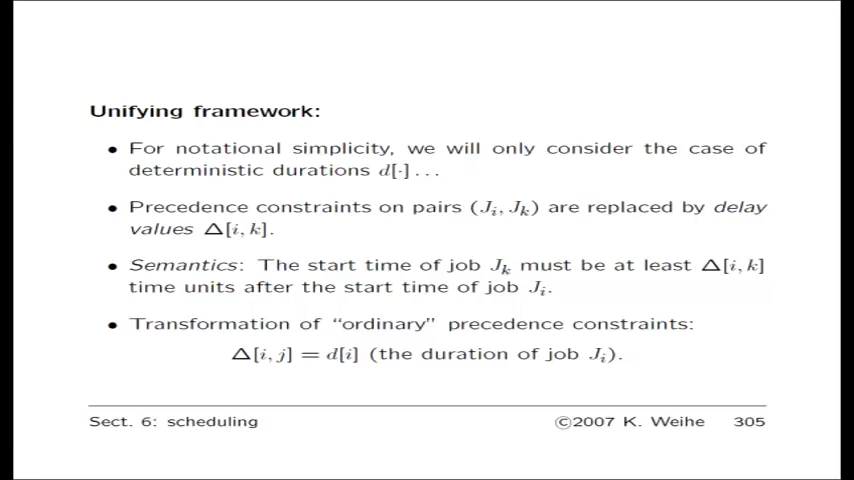 Unifying framework:
• For notational simplicity, we will only consider the case of
deterministic durations d[·]...
• Precedence constraints on pairs (Jᵢ, Jₖ) are replaced by delay
values Δ[i, k].
• Semantics: The start time of job Jₖ must be at least Δ[i, k]
time units after the start time of job Jᵢ.
• Transformation of “ordinary” precedence constraints:
Δ[i, j] = d[i] (the duration of job Jᵢ).
Sect. 6: scheduling ©2007 K. Weihe 305